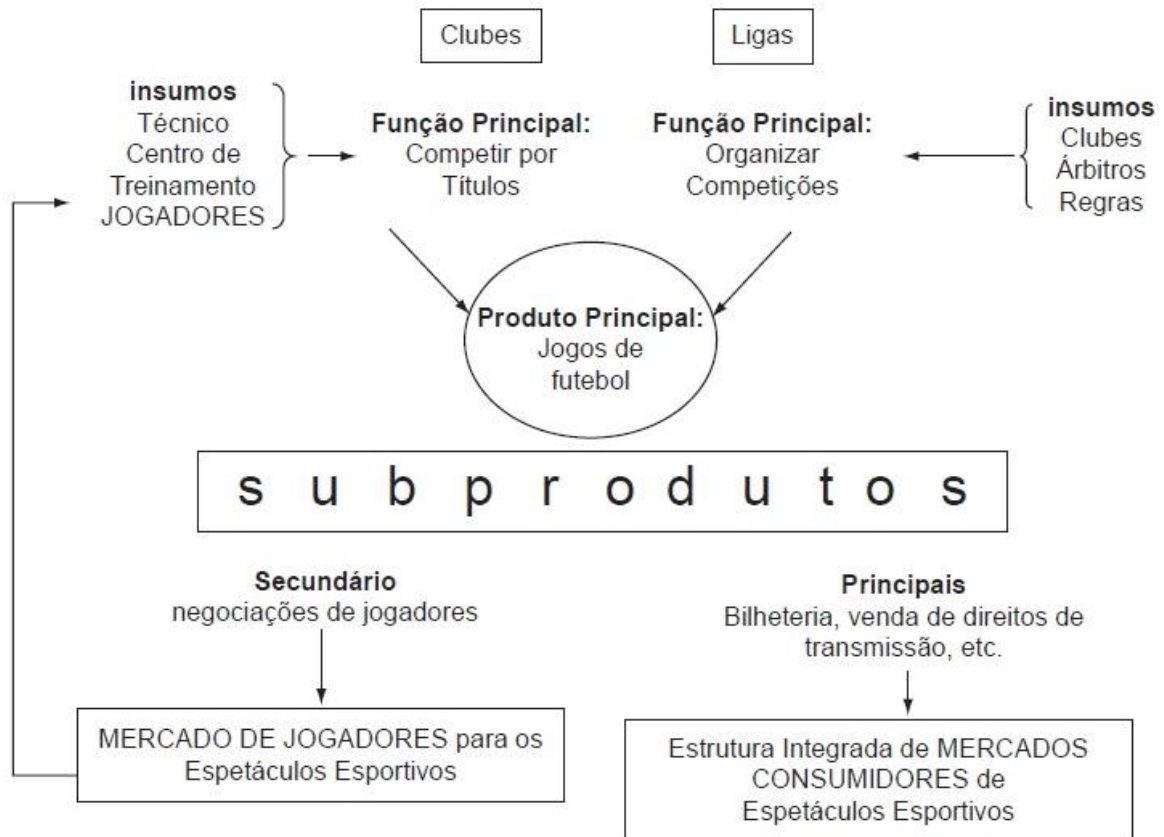 Clubes
Ligas
insumos
Técnico
Centro de
Treinamento
JOGADORES
Função Principal:
Competir por
Títulos
Função Principal:
Organizar
Competições
insumos
Clubes
Árbitros
Regras
Produto Principal:
Jogos de
futebol
subprodutos
Secundário
negociações de jogadores
Principais
Bilheteria, venda de direitos de
transmissão, etc.
MERCADO DE JOGADORES para os
Espetáculos Esportivos
Estrutura Integrada de MERCADOS
CONSUMIDORES de
Espetáculos Esportivos